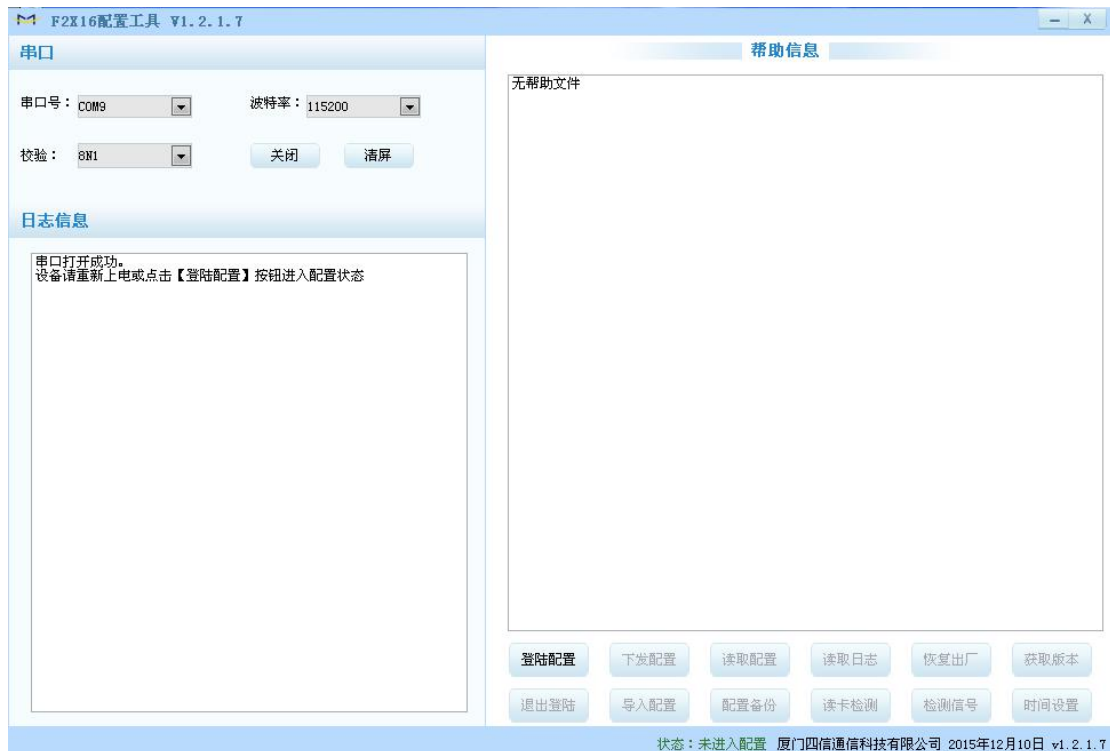 F2X16配置工具 V1.2.1.7
— X
串口
串口号： COM9
波特率： 115200
校验： 8N1
关闭
清屏
日志信息
串口打开成功。
设备请重新上电或点击【登陆配置】按钮进入配置状态
帮助信息
无帮助文件
登陆配置 下发配置 读取配置 读取日志 恢复出厂 获取版本
退出登陆 导入配置 配置备份 读卡检测 检测信号 时间设置
状态：未进入配置 厦门四信通信科技有限公司 2015年12月10日 v1.2.1.7